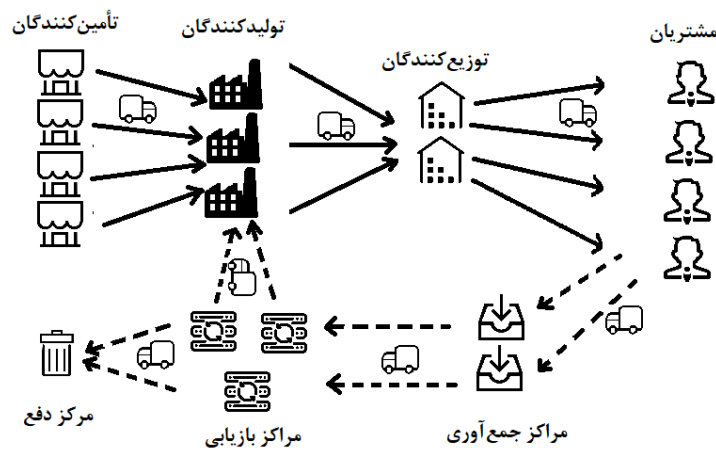 مشتریان
توزیع‌کنندگان
تولیدکنندگان
تأمین‌کنندگان
مراکز جمع‌آوری
مراکز بازیابی
مرکز دفع